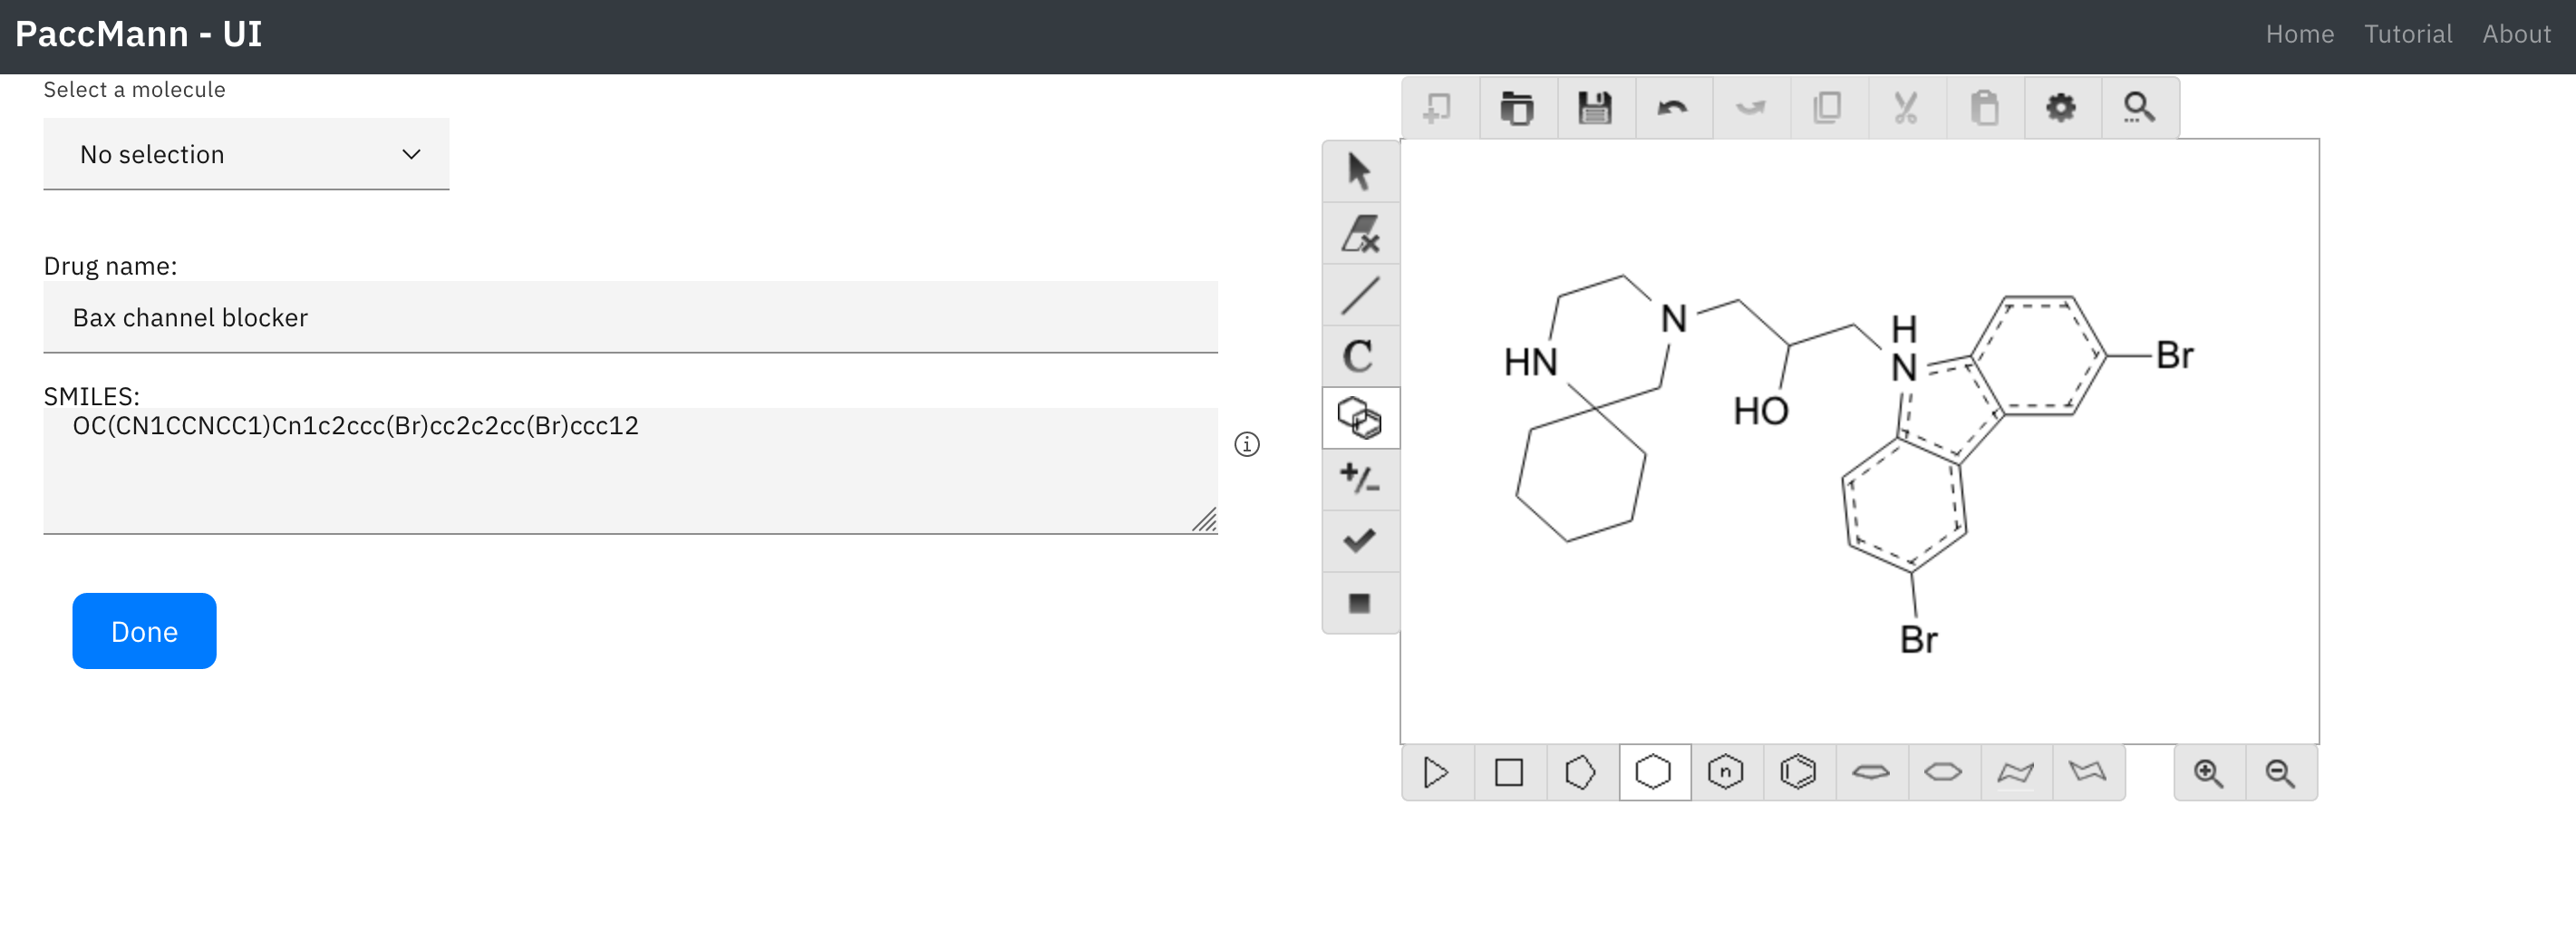 PaccMann - UI
Home Tutorial About
Select a molecule
No selection
Drug name:
Bax channel blocker
SMILES:
OC(CN1CCNCC1)Cn1c2ccc(Br)cc2c2cc(Br)ccc12
Done
C
+/-
HN
N
HO
H
N
Br
Br
n